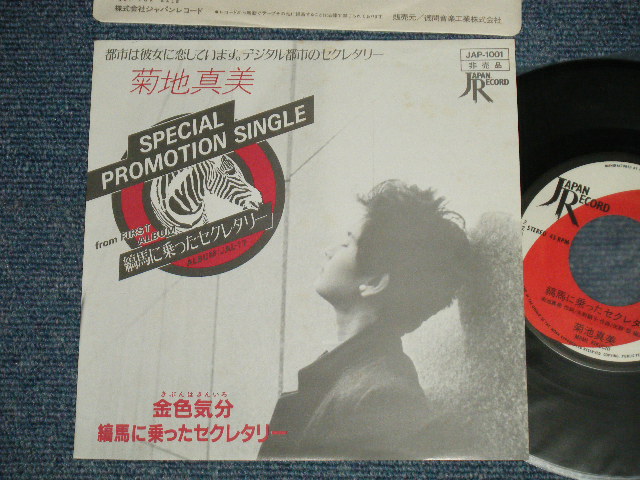 株式会社ジャパンレコード
販売元／徳間音楽工業株式会社
都市は彼女に恋しています。デジタル都市のセクレタリー
JAP-1001
非売品
菊地真美
JAPAN RECORD
SPECIAL
PROMOTION SINGLE
from FIRST
ALBUM
「縞馬に乗ったセクレタリー」
きぶんはきんいろ
金色気分
縞馬に乗ったセクレタリー
JAPAN RECORD
STEREO 45 RPM
縞馬に乗ったセクレタ
菊池真美